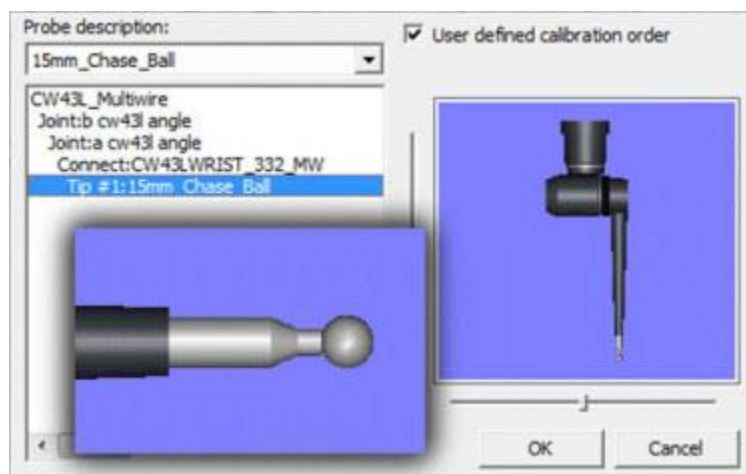 Probe description:
User defined calibration order
15mm_Chase_Ball
CW43L_Multiwire
Joint:b cw43l angle
Joint:a cw43l angle
Connect:CW43LWRIST_332_MW
Tip #1:15mm_Chase_Ball
OK
Cancel